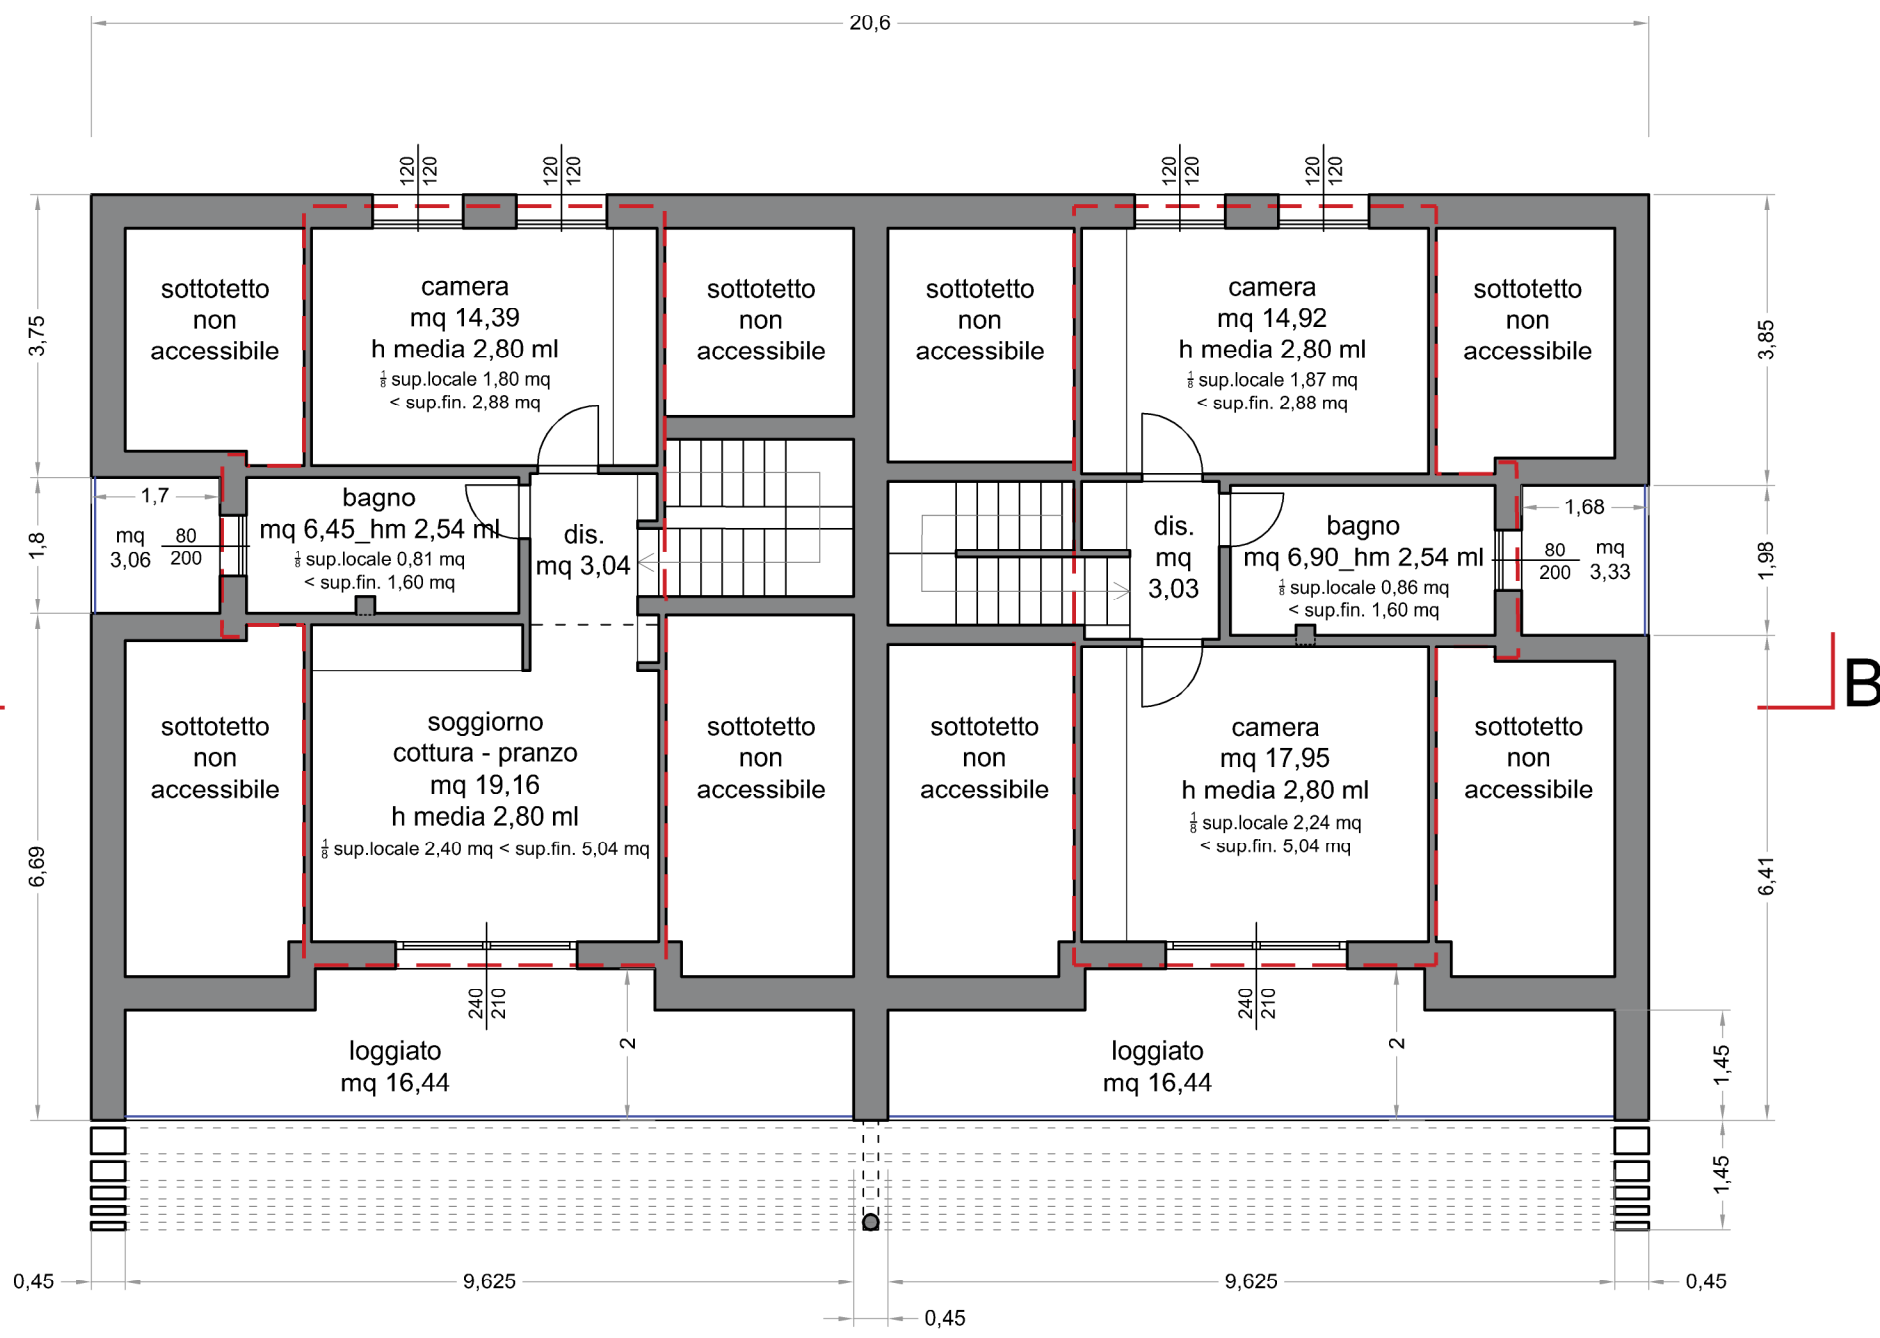 20,6
120
120
120
120
120
120
120
120
3,75
sottotetto
non
accessibile
camera
mq 14,39
h media 2,80 ml
1/8 sup.locale 1,80 mq
< sup.fin. 2,88 mq
sottotetto
non
accessibile
sottotetto
non
accessibile
camera
mq 14,92
h media 2,80 ml
1/8 sup.locale 1,87 mq
< sup.fin. 2,88 mq
sottotetto
non
accessibile
3,85
1,8
1,7
mq
3,06
80
200
bagno
mq 6,45_hm 2,54 ml
1/8 sup.locale 0,81 mq
< sup.fin. 1,60 mq
dis.
mq 3,04
dis.
mq
3,03
bagno
mq 6,90_hm 2,54 ml
1/8 sup.locale 0,86 mq
< sup.fin. 1,60 mq
1,68
80
200
mq
3,33
1,98
B
6,69
sottotetto
non
accessibile
soggiorno
cottura - pranzo
mq 19,16
h media 2,80 ml
1/8 sup.locale 2,40 mq < sup.fin. 5,04 mq
sottotetto
non
accessibile
sottotetto
non
accessibile
camera
mq 17,95
h media 2,80 ml
1/8 sup.locale 2,24 mq
< sup.fin. 5,04 mq
sottotetto
non
accessibile
6,41
240
210
2
240
210
2
loggiato
mq 16,44
loggiato
mq 16,44
1,45
1,45
0,45
9,625
9,625
0,45
0,45